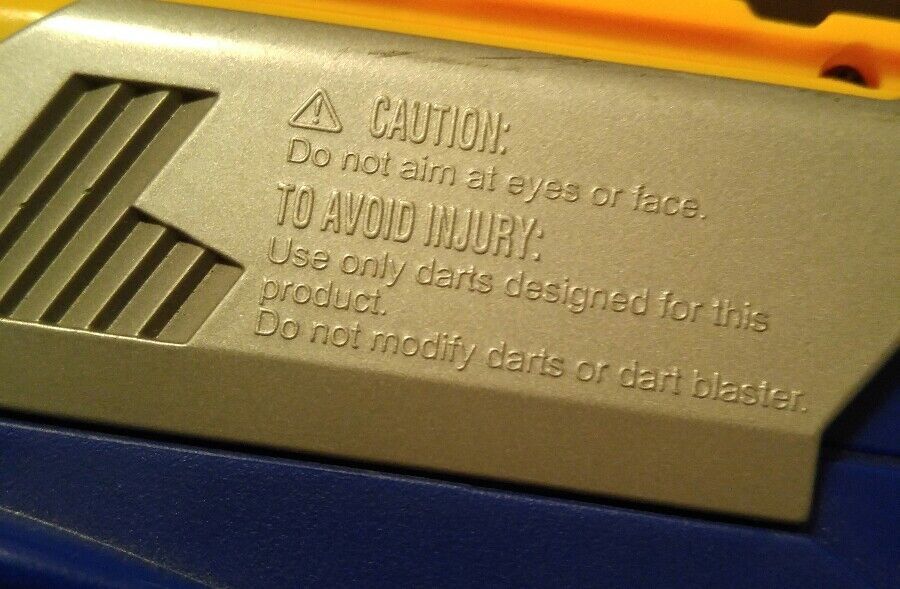 ⚠ CAUTION:
Do not aim at eyes or face.
TO AVOID INJURY:
Use only darts designed for this
product.
Do not modify darts or dart blaster.